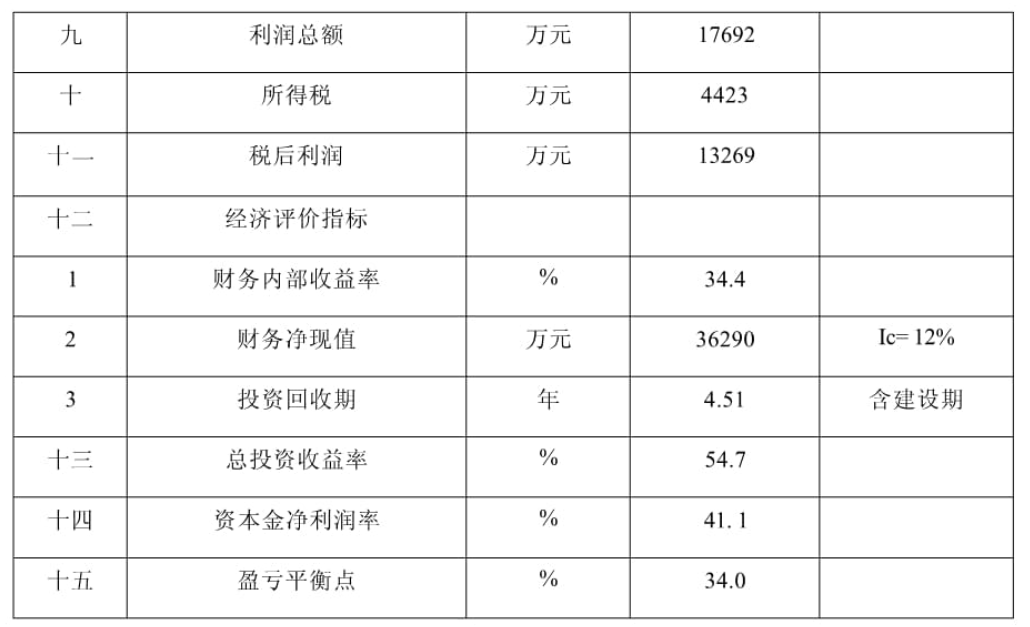 九 利润总额 万元 17692
十 所得税 万元 4423
十一 税后利润 万元 13269
十二 经济评价指标
1 财务内部收益率 % 34.4
2 财务净现值 万元 36290 Ic= 12%
3 投资回收期 年 4.51 含建设期
十三 总投资收益率 % 54.7
十四 资本金净利润率 % 41. 1
十五 盈亏平衡点 % 34.0